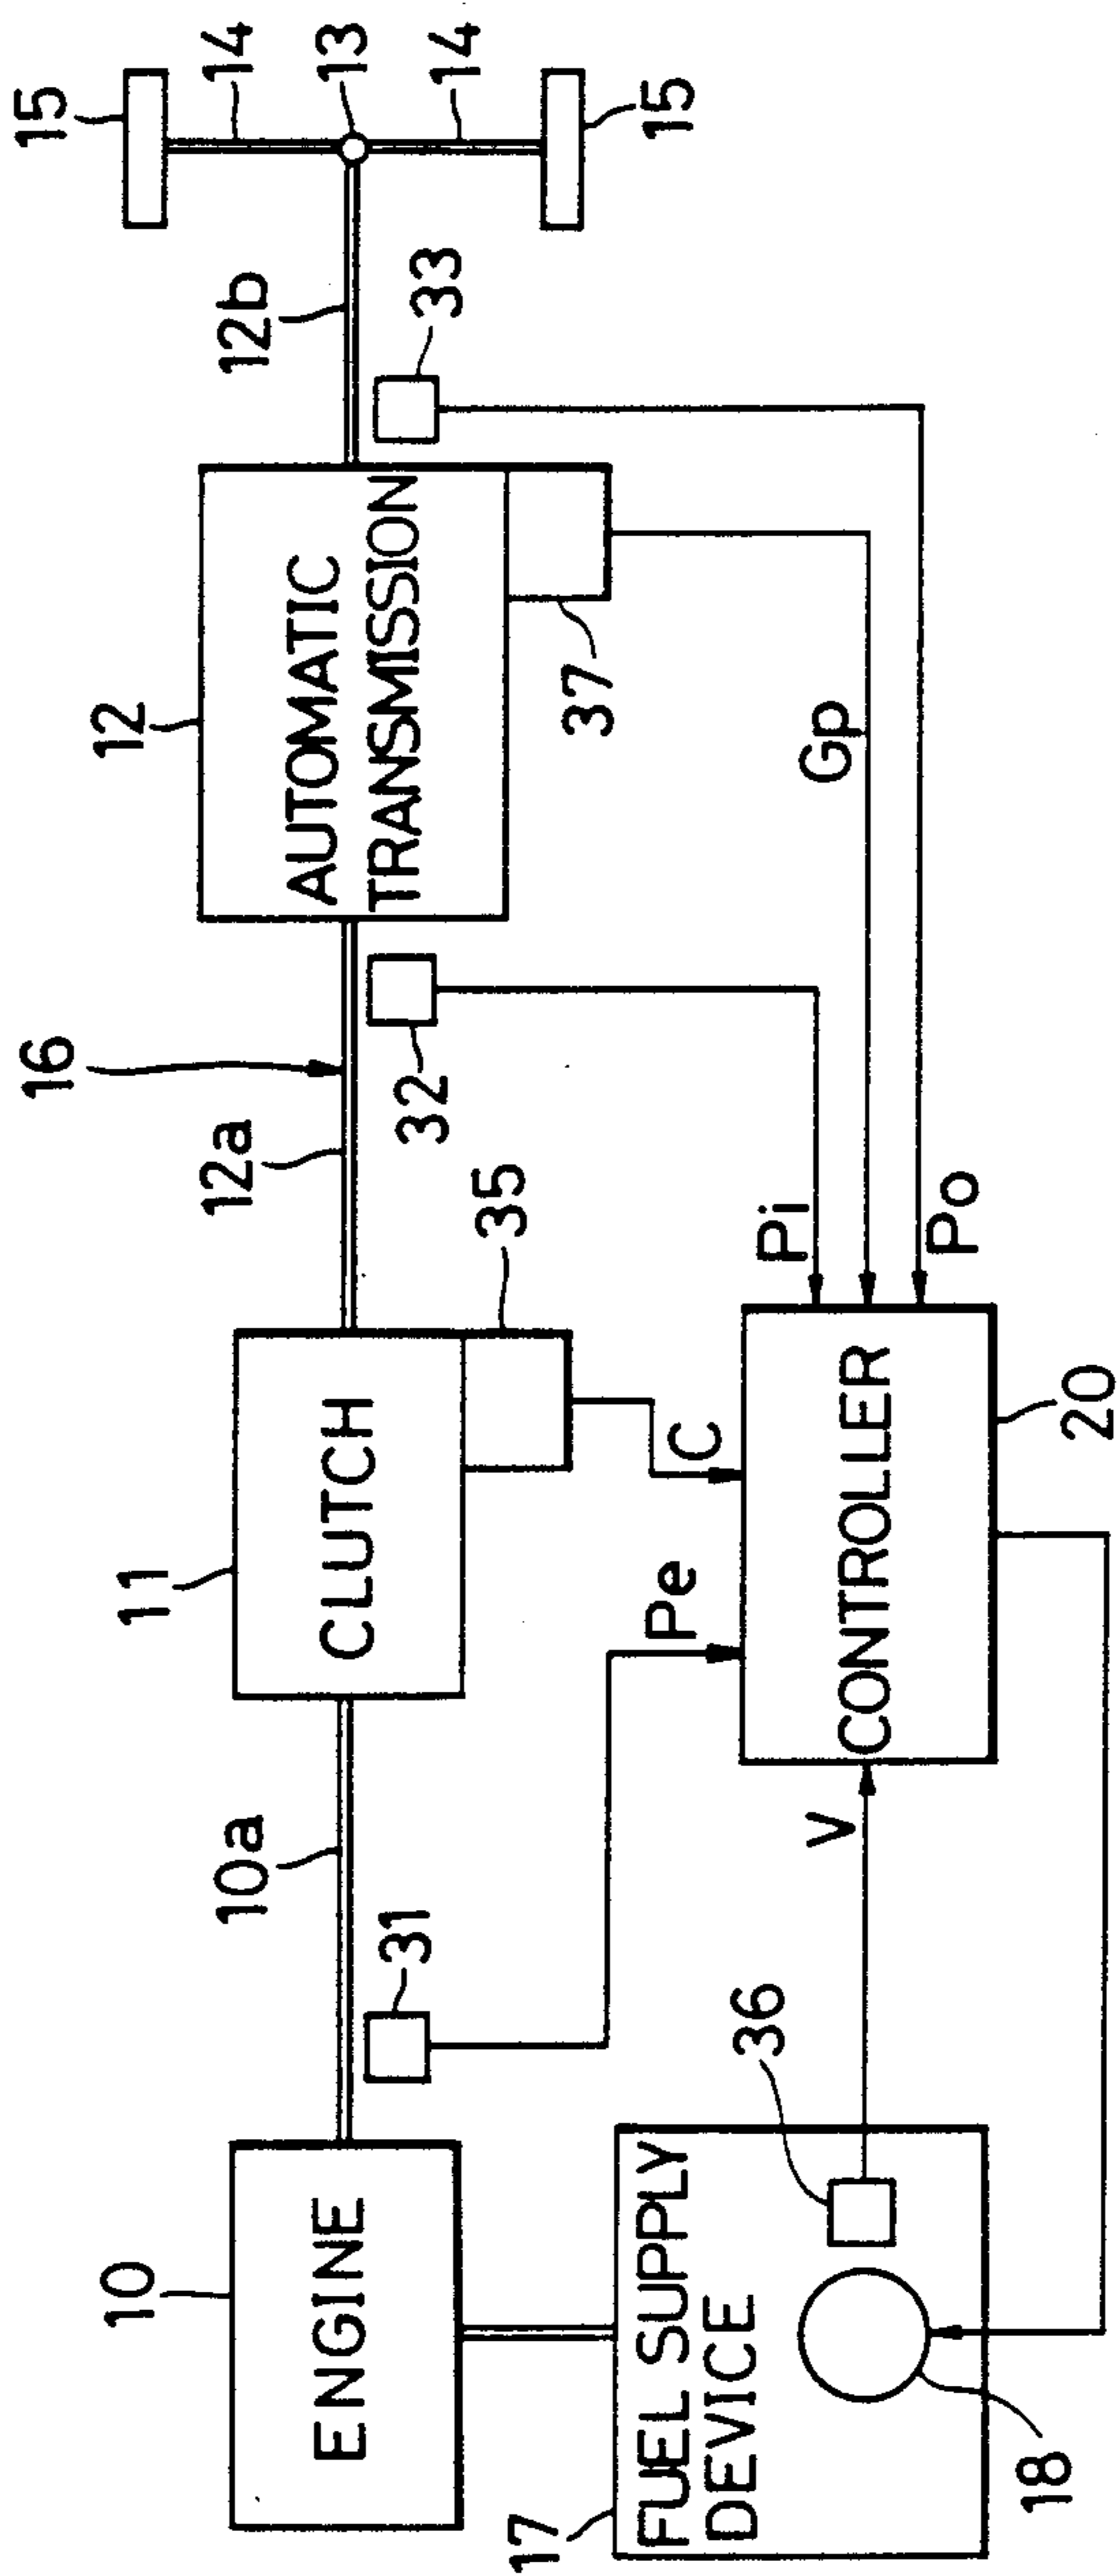 15
14
13
14
15
12b
33
12
AUTOMATIC
TRANSMISSION
37
16
12a
32
Gp
Pi
Po
11
CLUTCH
35
C
Pe
10a
31
CONTROLLER
20
V
10
ENGINE
36
17
FUEL SUPPLY
DEVICE
18